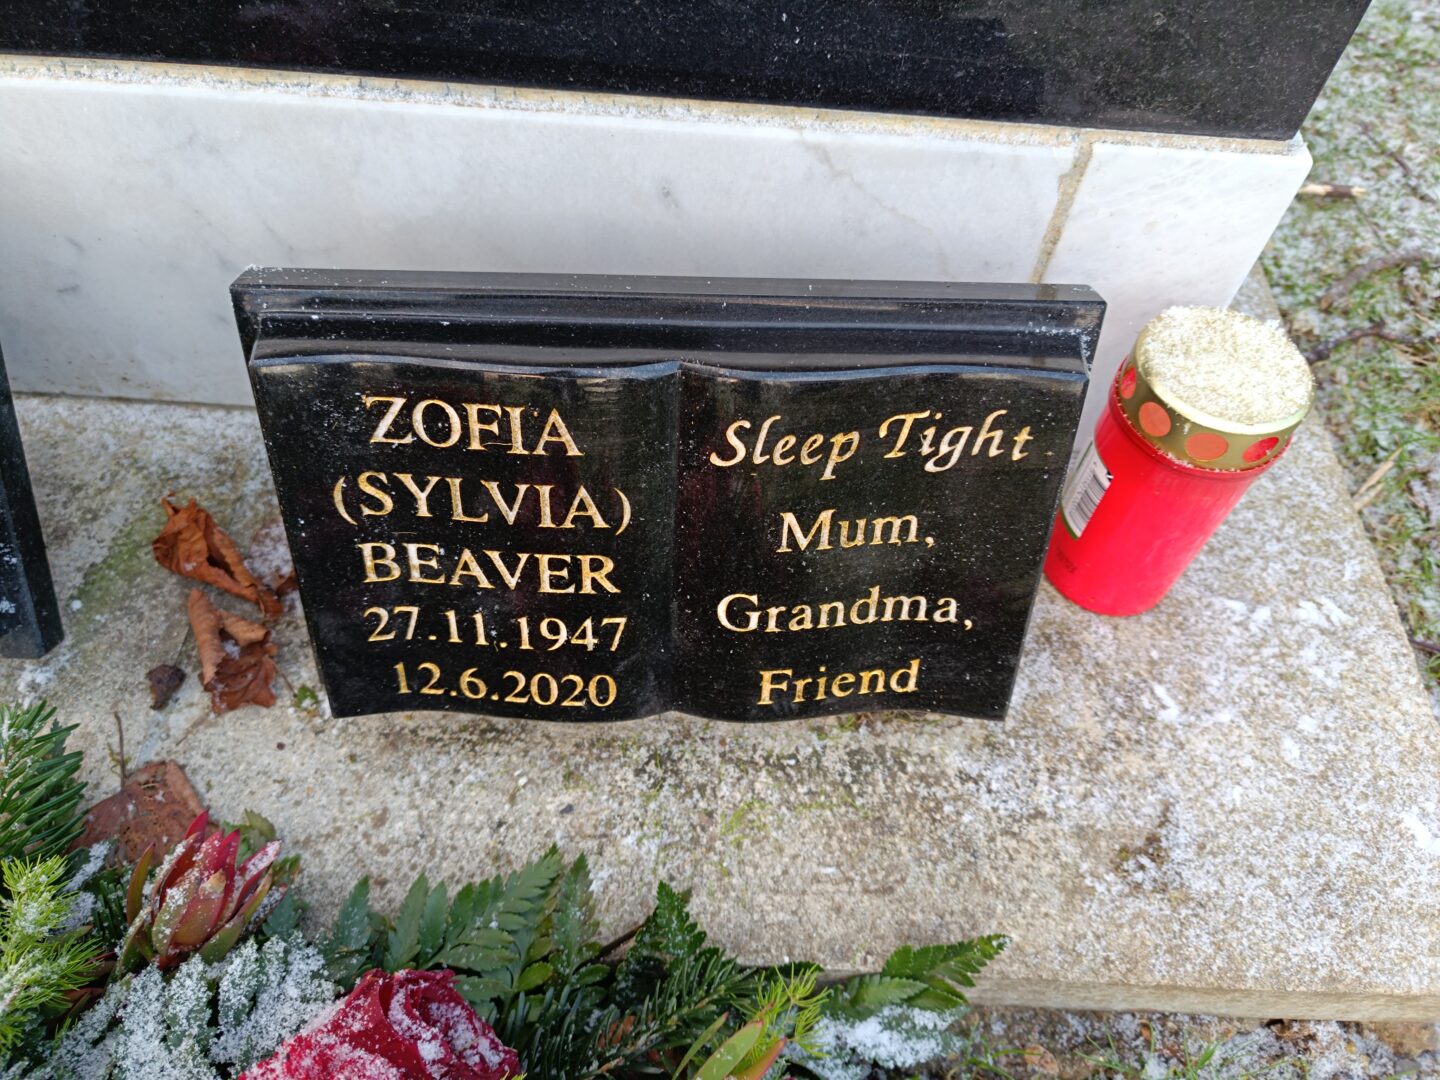 ZOFIA
(SYLVIA)
BEAVER
27.11.1947
12.6.2020
Sleep Tight
Mum,
Grandma,
Friend